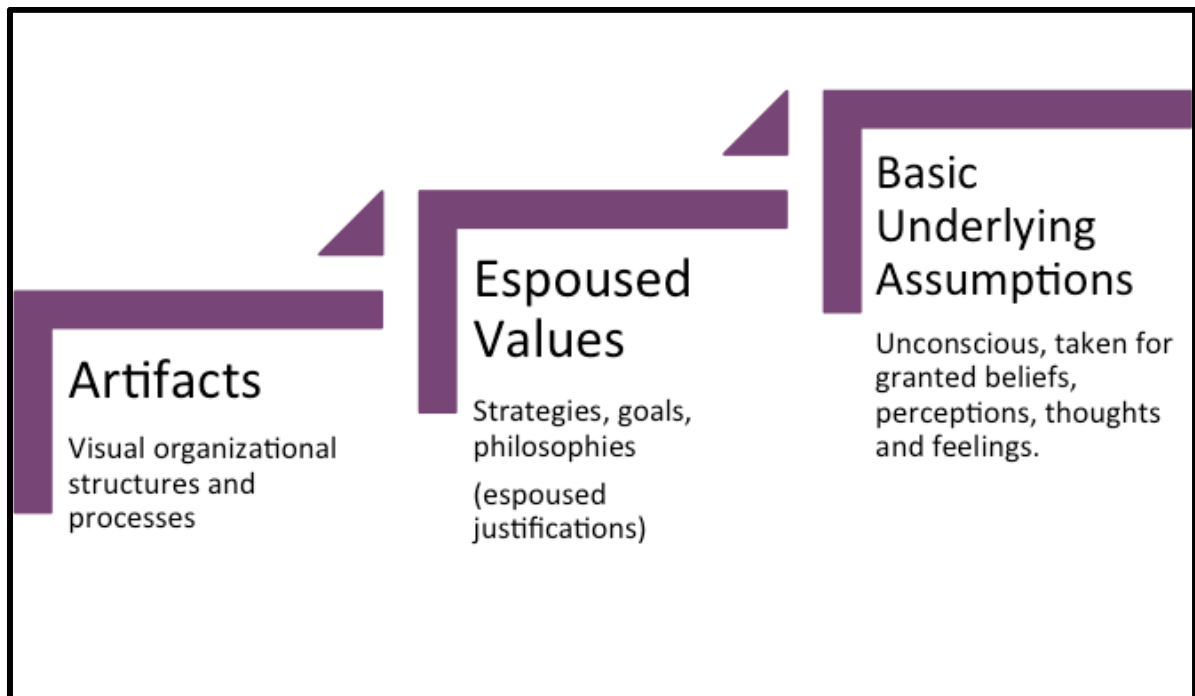 Artifacts
Visual organizational
structures and
processes
Espoused
Values
Strategies, goals,
philosophies
(espoused
justifications)
Basic
Underlying
Assumptions
Unconscious, taken for
granted beliefs,
perceptions, thoughts
and feelings.